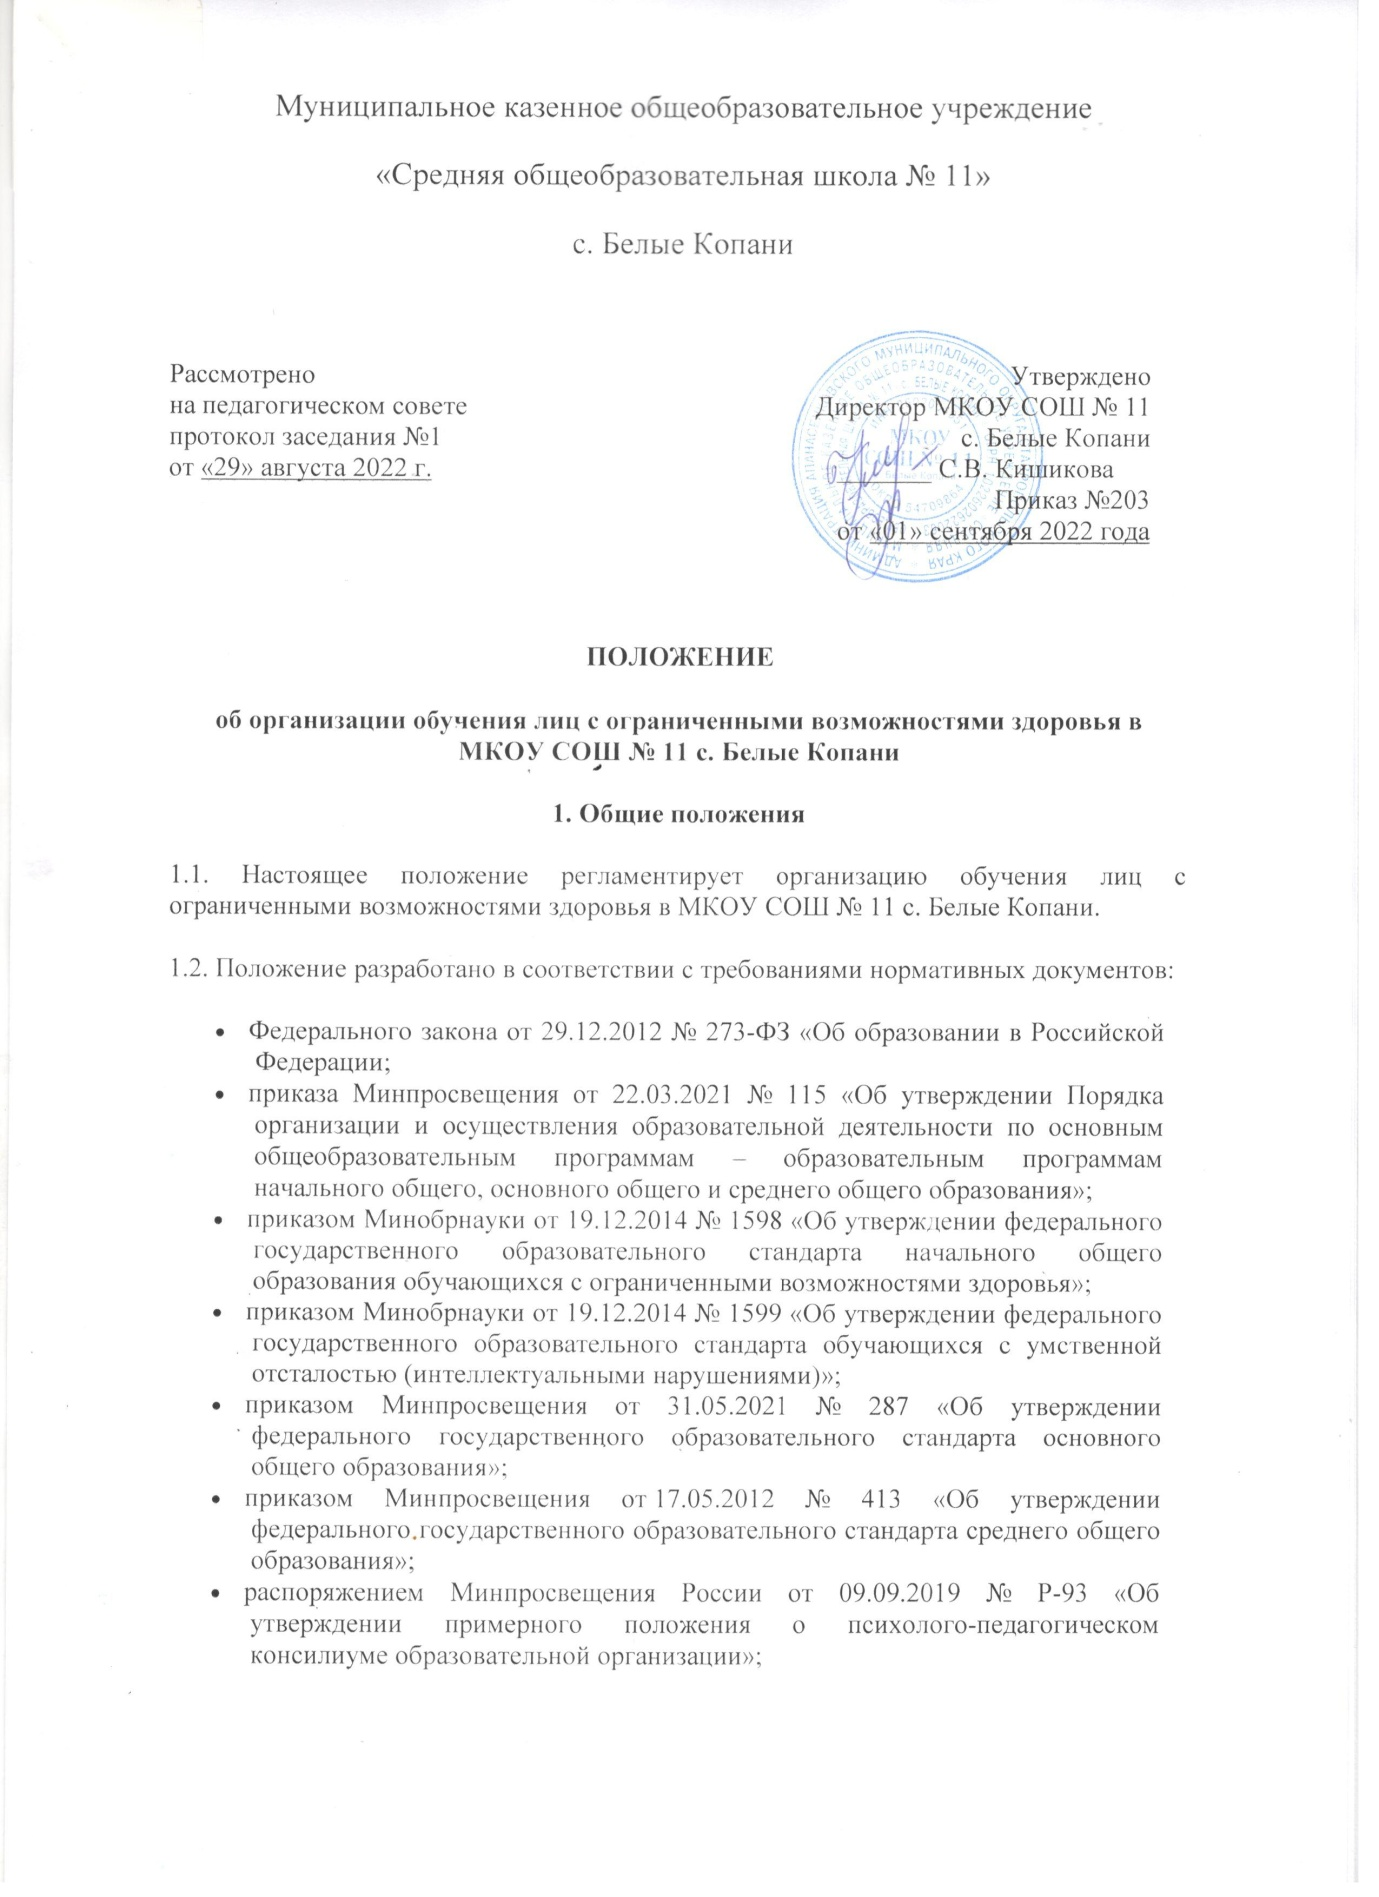 Муниципальное казенное общеобразовательное учреждение
«Средняя общеобразовательная школа № 11»
с. Белые Копани
Рассмотрено
на педагогическом совете
протокол заседания №1
от «29» августа 2022 г.
Утверждено
Директор МКОУ СОШ № 11
с. Белые Копани
С.В. Кишикова
Приказ №203
от «01» сентября 2022 года
МКОУ
СОШ № 11
ПОЛОЖЕНИЕ
об организации обучения лиц с ограниченными возможностями здоровья в
МКОУ СОШ № 11 с. Белые Копани
1. Общие положения
1.1. Настоящее положение регламентирует организацию обучения лиц с
ограниченными возможностями здоровья в МКОУ СОШ № 11 с. Белые Копани.
1.2. Положение разработано в соответствии с требованиями нормативных документов:
• Федерального закона от 29.12.2012 № 273-ФЗ «Об образовании в Российской
Федерации;
• приказа Минпросвещения от 22.03.2021 № 115 «Об утверждении Порядка
организации и осуществления образовательной деятельности по основным
общеобразовательным программам – образовательным программам
начального общего, основного общего и среднего общего образования»;
• приказом Минобрнауки от 19.12.2014 № 1598 «Об утверждении федерального
государственного образовательного стандарта начального общего
образования обучающихся с ограниченными возможностями здоровья»;
• приказом Минобрнауки от 19.12.2014 № 1599 «Об утверждении федерального
государственного образовательного стандарта обучающихся с умственной
отсталостью (интеллектуальными нарушениями)»;
• приказом Минпросвещения от 31.05.2021 № 287 «Об утверждении
федерального государственного образовательного стандарта основного
общего образования»;
• приказом Минпросвещения от 17.05.2012 № 413 «Об утверждении
федерального государственного образовательного стандарта среднего общего
образования»;
• распоряжением Минпросвещения России от 09.09.2019 № Р-93 «Об
утверждении примерного положения о психолого-педагогическом
консилиуме образовательной организации»;